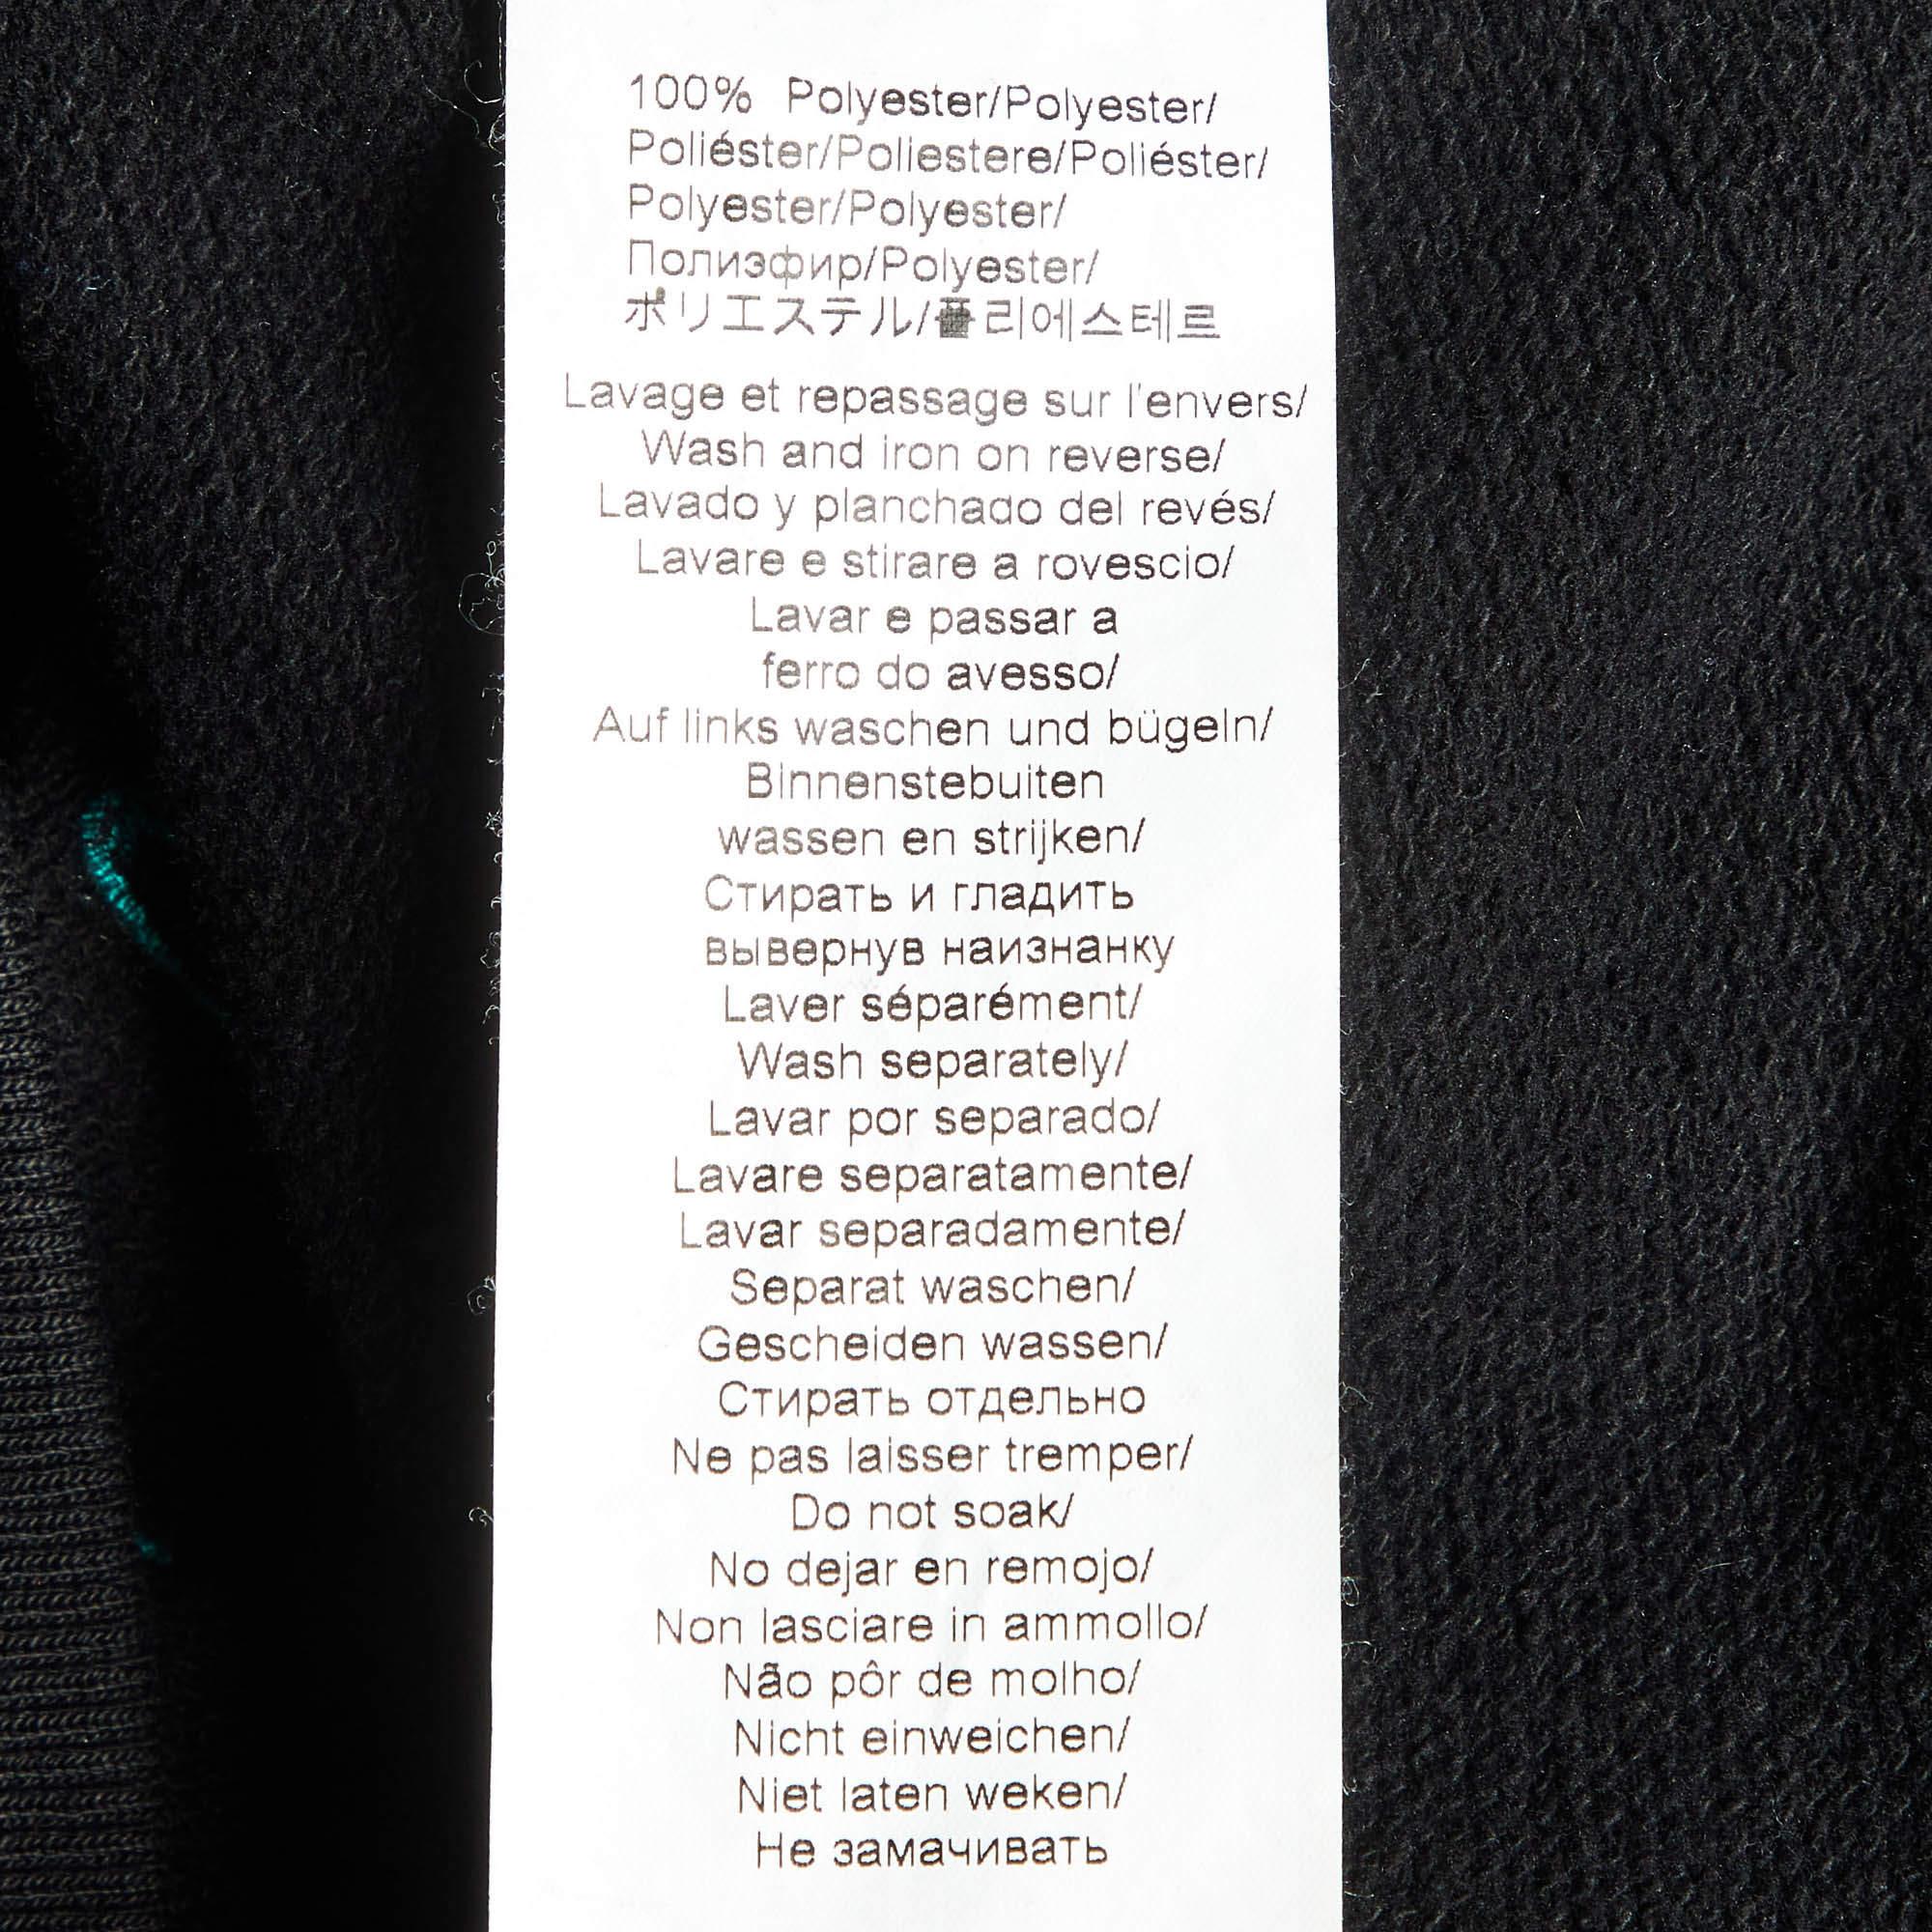 100% Polyester/Polyester/
Poliéster/Poliestere/Poliéster/
Polyester/Polyester/
Полиэфир/Polyester/
ポリエステル/폴리에스테르
Lavage et repassage sur l'envers/
Wash and iron on reverse/
Lavado y planchado del revés/
Lavare e stirare a rovescio/
Lavar e passar a
ferro do avesso/
Auf links waschen und bügeln/
Binnenstebuiten
wassen en strijken/
Стирать и гладить
вывернув наизнанку
Laver séparément/
Wash separately/
Lavar por separado/
Lavare separatamente/
Lavar separadamente/
Separat waschen/
Gescheiden wassen/
Стирать отдельно
Ne pas laisser tremper/
Do not soak/
No dejar en remojo/
Non lasciare in ammollo/
Não pôr de molho/
Nicht einweichen/
Niet laten weken/
Не замачивать